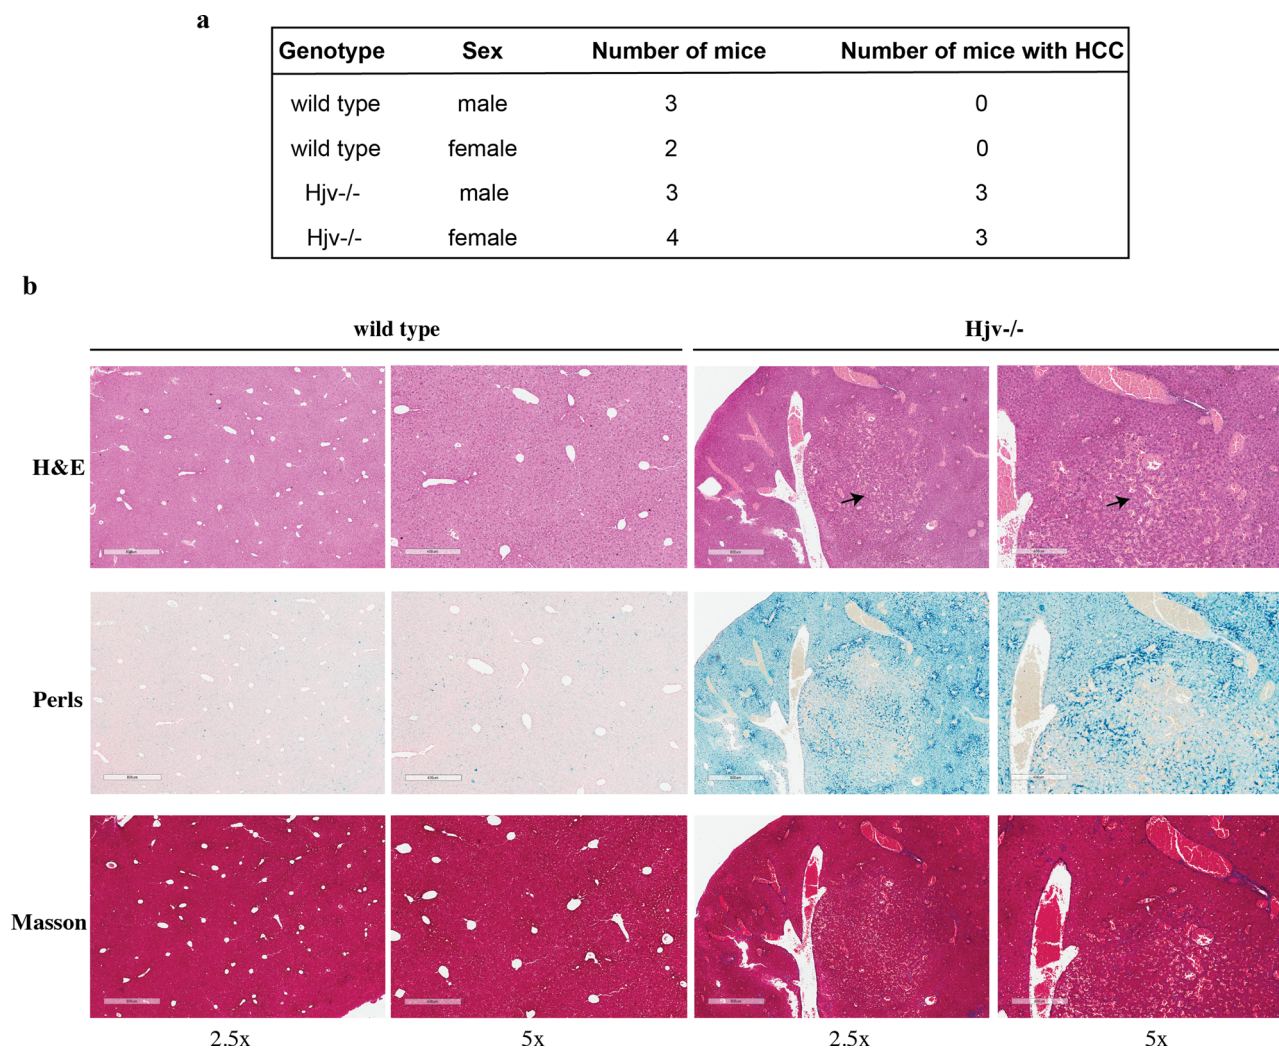 a
Genotype Sex Number of mice Number of mice with HCC
wild type male 3 0
wild type female 2 0
Hjv-/- male 3 3
Hjv-/- female 4 3
b
wild type Hjv-/-
H&E
Perls
Masson
2.5x 5x 2.5x 5x